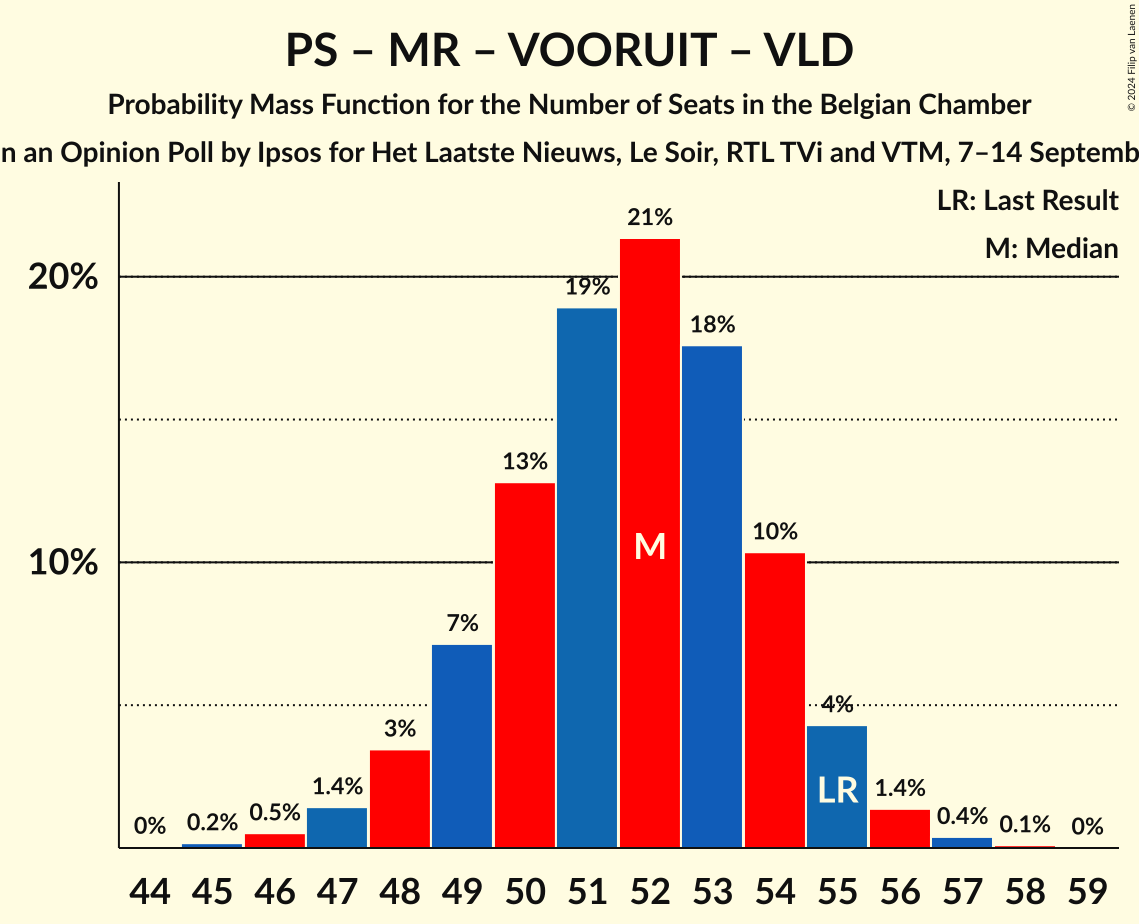 PS – MR – VOORUIT – VLD
Probability Mass Function for the Number of Seats in the Belgian Chamber
n an Opinion Poll by Ipsos for Het Laatste Nieuws, Le Soir, RTL TVi and VTM, 7–14 Septemb
© 2024 Filip van Laenen
LR: Last Result
M: Median
20%
10%
0% 0.2% 0.5% 1.4% 3% 7% 13% 19% 21% 18% 10% 4% 1.4% 0.4% 0.1% 0%
M
LR
44 45 46 47 48 49 50 51 52 53 54 55 56 57 58 59